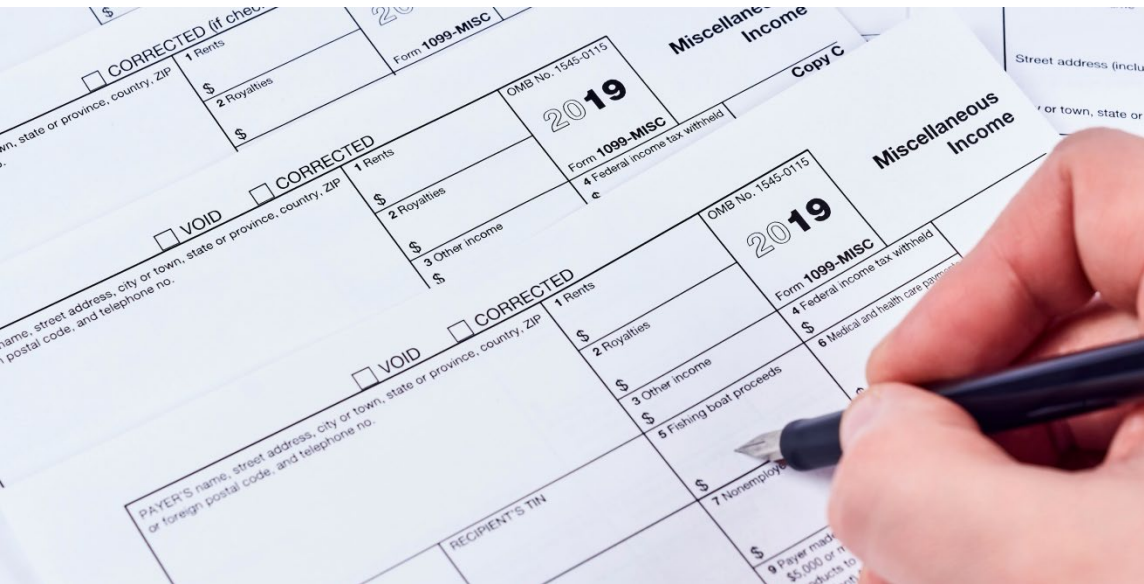 $
CORRECTED (if
1 Rents
$
2 Royalties
$
state or province, country, ZIP
Form 1099-MISC
Miscellaneous
Income
Copy C
VOID
CORRECTED
name, street address, city or town, state or province, country, ZIP
postal code, and telephone no.
1 Rents
$
2 Royalties
$
3 Other income
$
OMB No. 1545-0115
2019
Form 1099-MISC
4 Federal income tax withheld
Street address
or town, state or
Miscellaneous
Income
VOID
CORRECTED
PAYER'S name, street address, city or town, state or province, country, ZIP
or foreign postal code, and telephone no.
RECIPIENT'S TIN
1 Rents
$
2 Royalties
$
3 Other income
$
OMB No. 1545-0115
2019
Form 1099-MISC
4 Federal income tax withheld
$
5 Fishing boat proceeds
$
6 Medical and health care
$
7
$
9 Payer made
$5,000 or